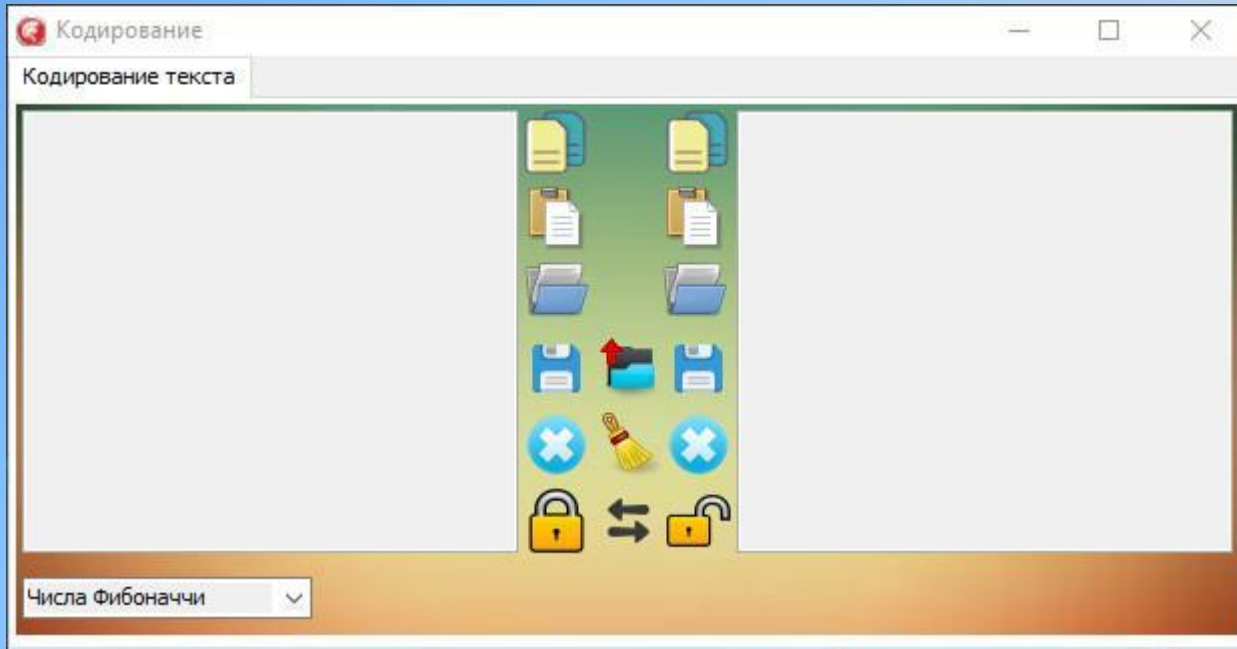 Кодирование
Кодирование текста
Числа Фибоначчи